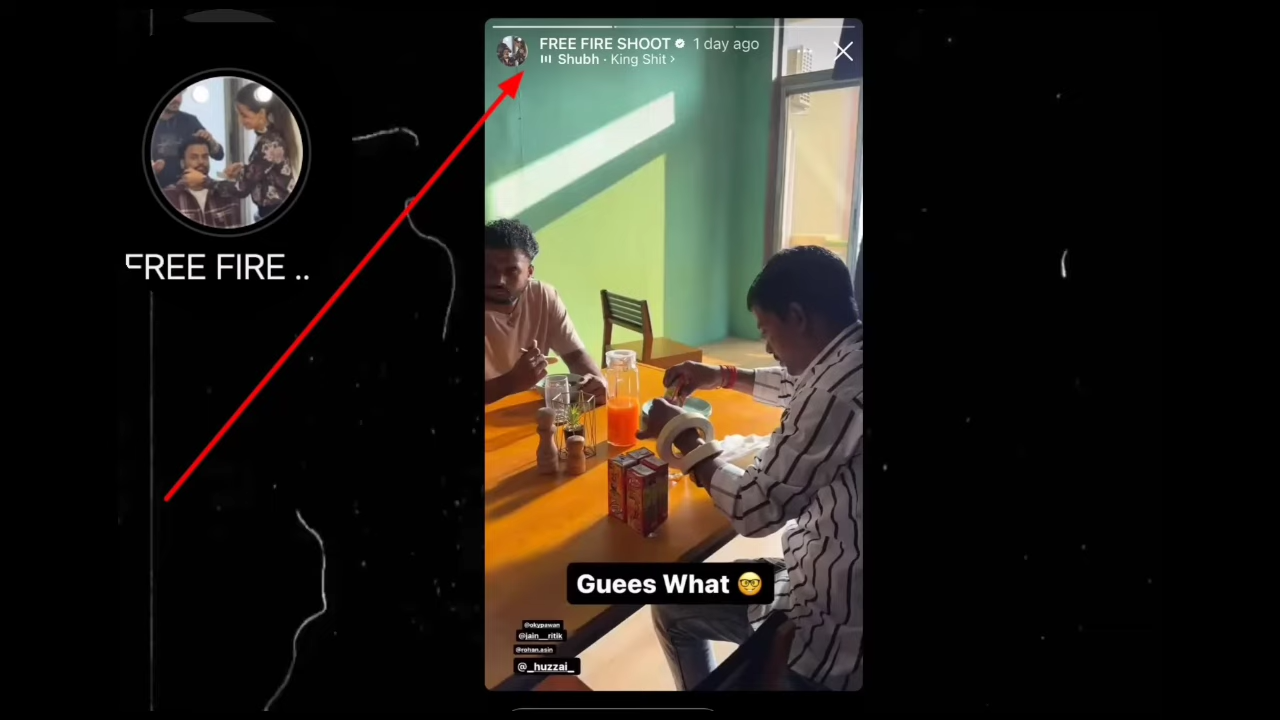 FREE FIRE ..
FREE FIRE SHOOT 1 day ago
Shubh · King Shit ›
Guees What 🤓
@okypawan
@jain__ritik
@rohan.asin
@_huzzai_